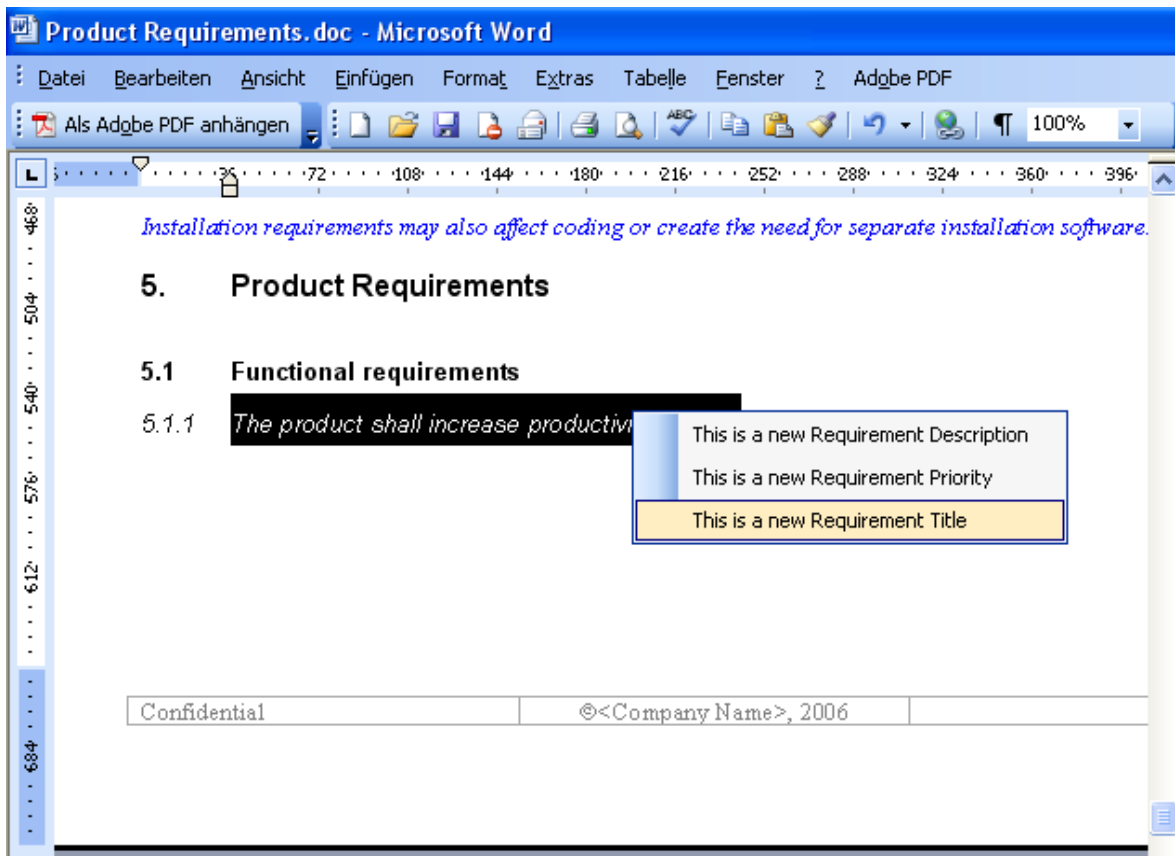 Product Requirements.doc - Microsoft Word
Datei Bearbeiten Ansicht Einfügen Format Extras Tabelle Fenster ? Adobe PDF
Als Adobe PDF anhängen ABC ¶ 100%
L 36 72 108 144 180 216 252 288 324 360 396
468
Installation requirements may also affect coding or create the need for separate installation software.
5. Product Requirements
504
5.1 Functional requirements
540
5.1.1 The product shall increase
This is a new Requirement Description
576
This is a new Requirement Priority
This is a new Requirement Title
612
Confidential ©<Company Name>, 2006
684